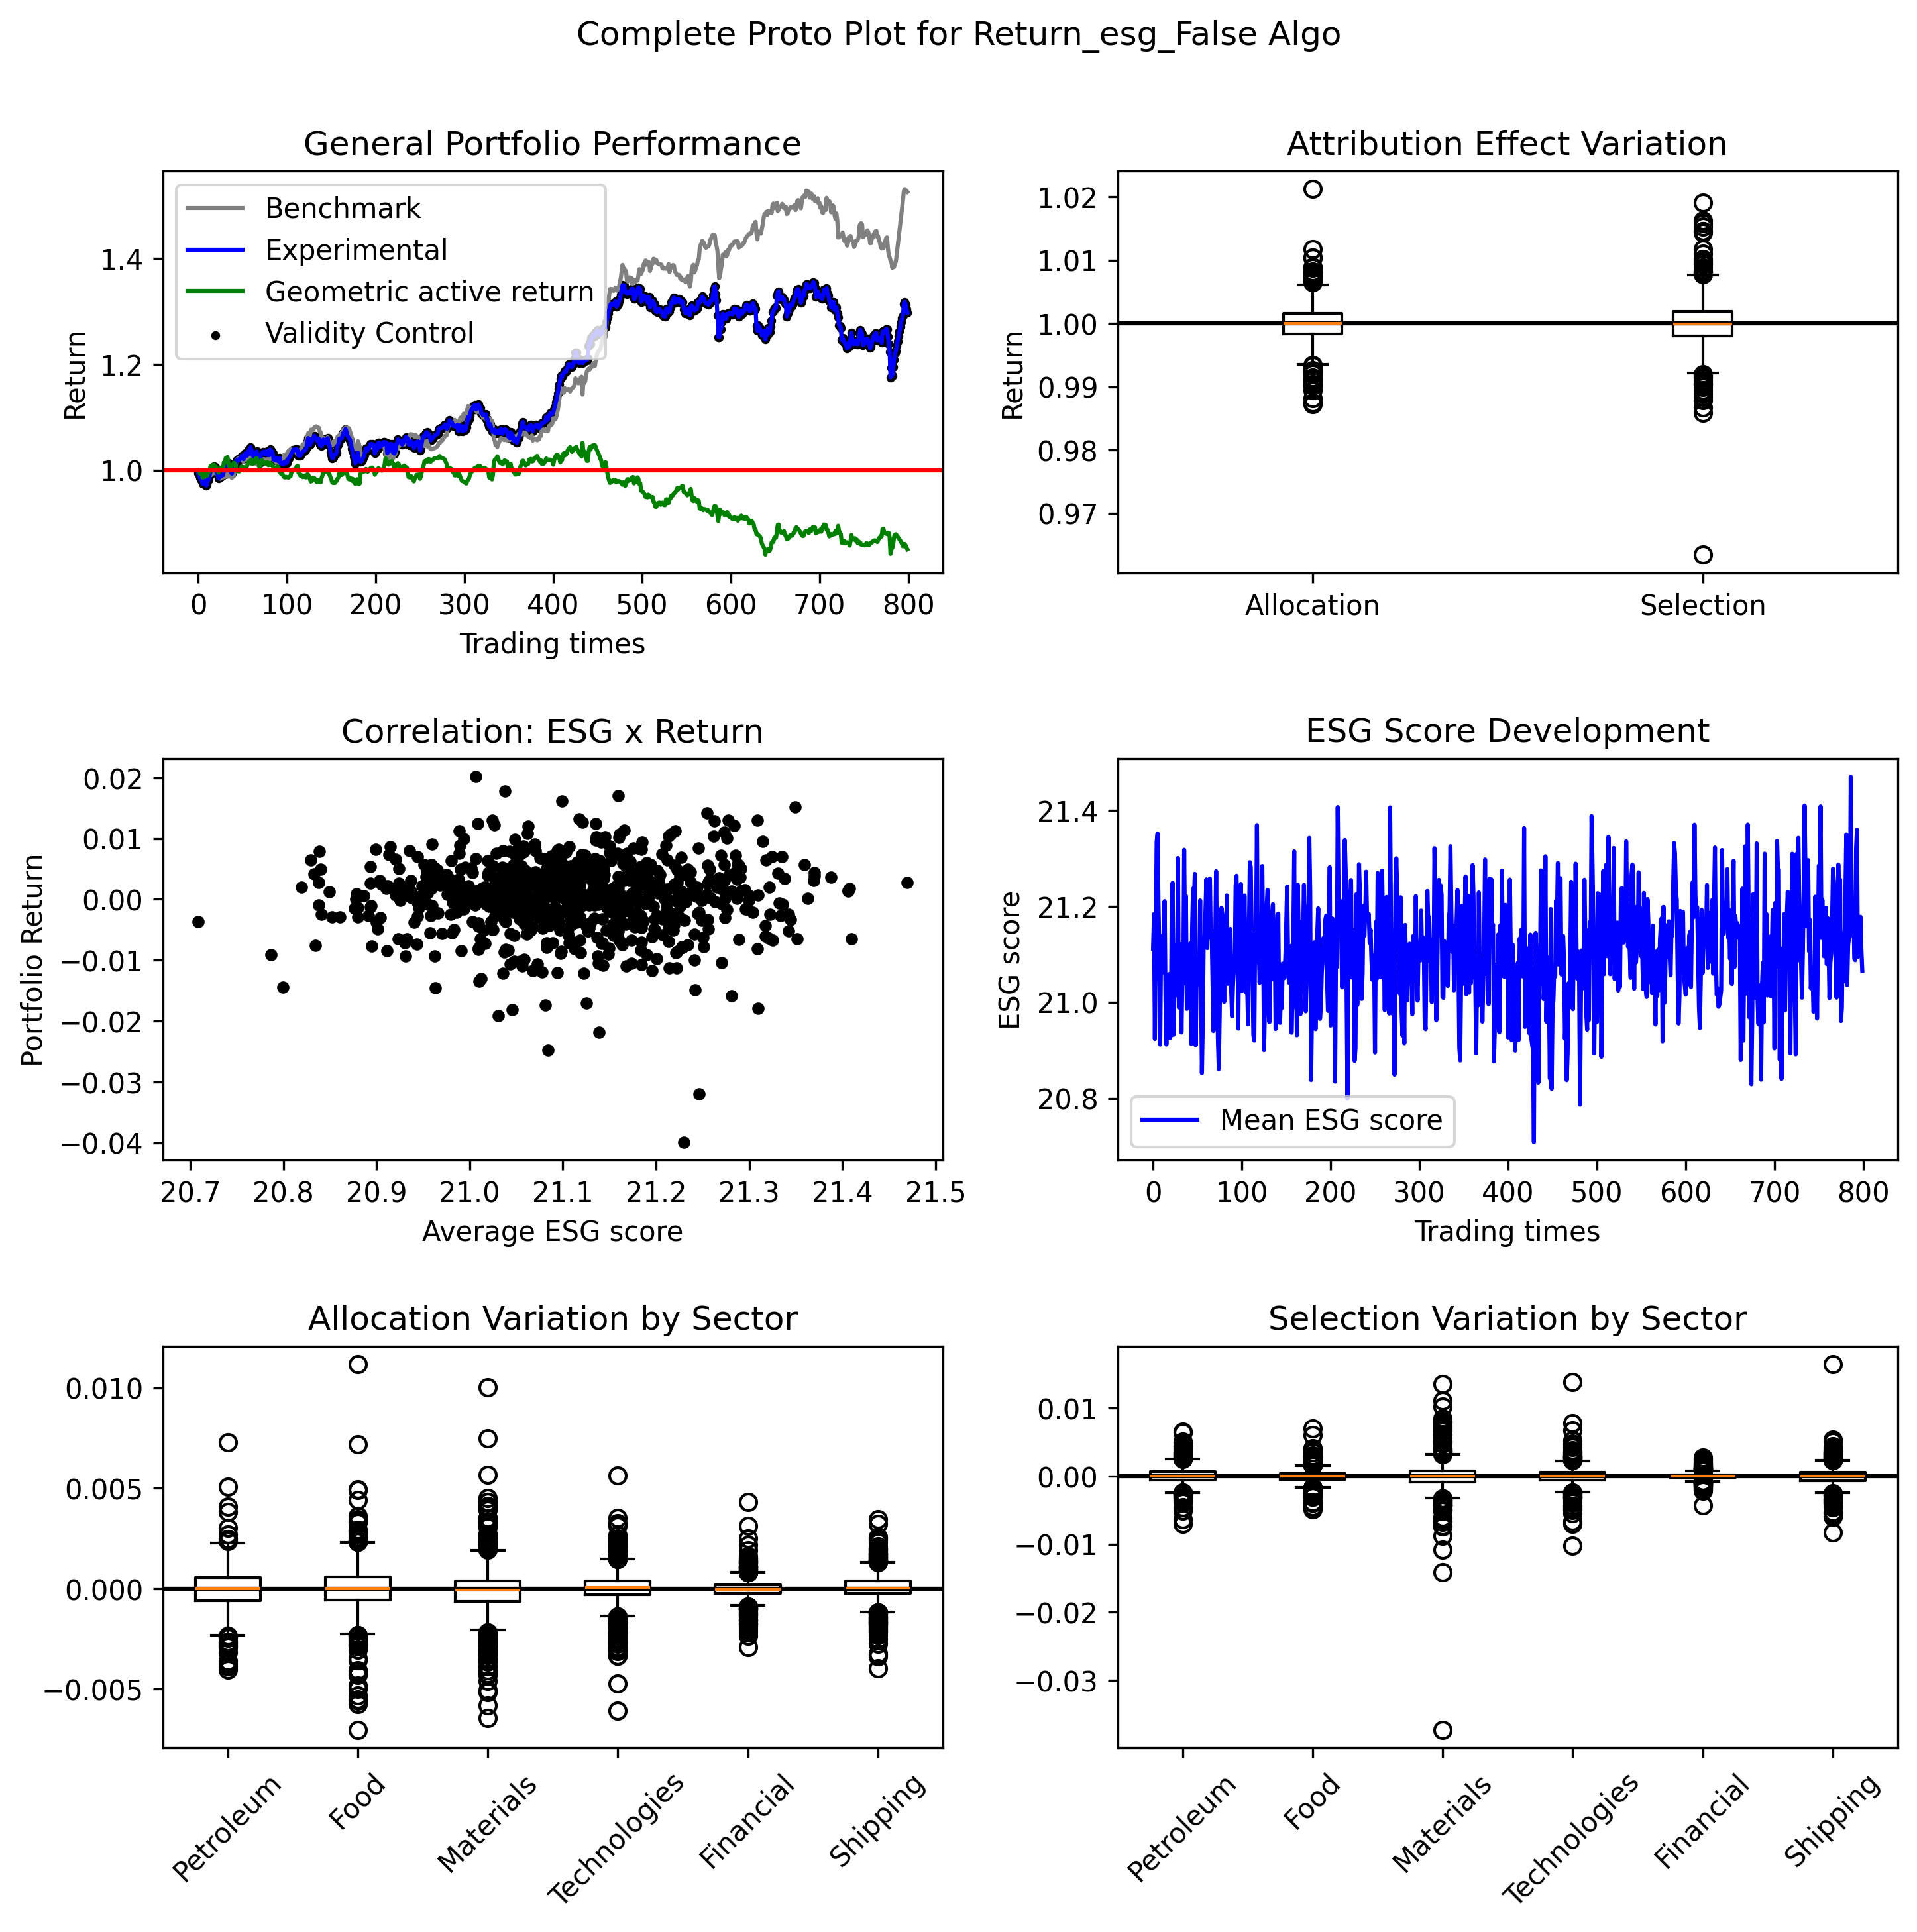 Complete Proto Plot for Return_esg_False Algo
General Portfolio Performance
Return
1.4
1.2
1.0
Benchmark
Experimental
Geometric active return
Validity Control
0 100 200 300 400 500 600 700 800
Trading times
Attribution Effect Variation
Return
1.02
1.01
1.00
0.99
0.98
0.97
Allocation Selection
Correlation: ESG x Return
Portfolio Return
0.02
0.01
0.00
−0.01
−0.02
−0.03
−0.04
20.7 20.8 20.9 21.0 21.1 21.2 21.3 21.4 21.5
Average ESG score
ESG Score Development
ESG score
21.4
21.2
21.0
20.8
Mean ESG score
0 100 200 300 400 500 600 700 800
Trading times
Allocation Variation by Sector
0.010
0.005
0.000
−0.005
Petroleum Food Materials Technologies Financial Shipping
Selection Variation by Sector
0.01
0.00
−0.01
−0.02
−0.03
Petroleum Food Materials Technologies Financial Shipping